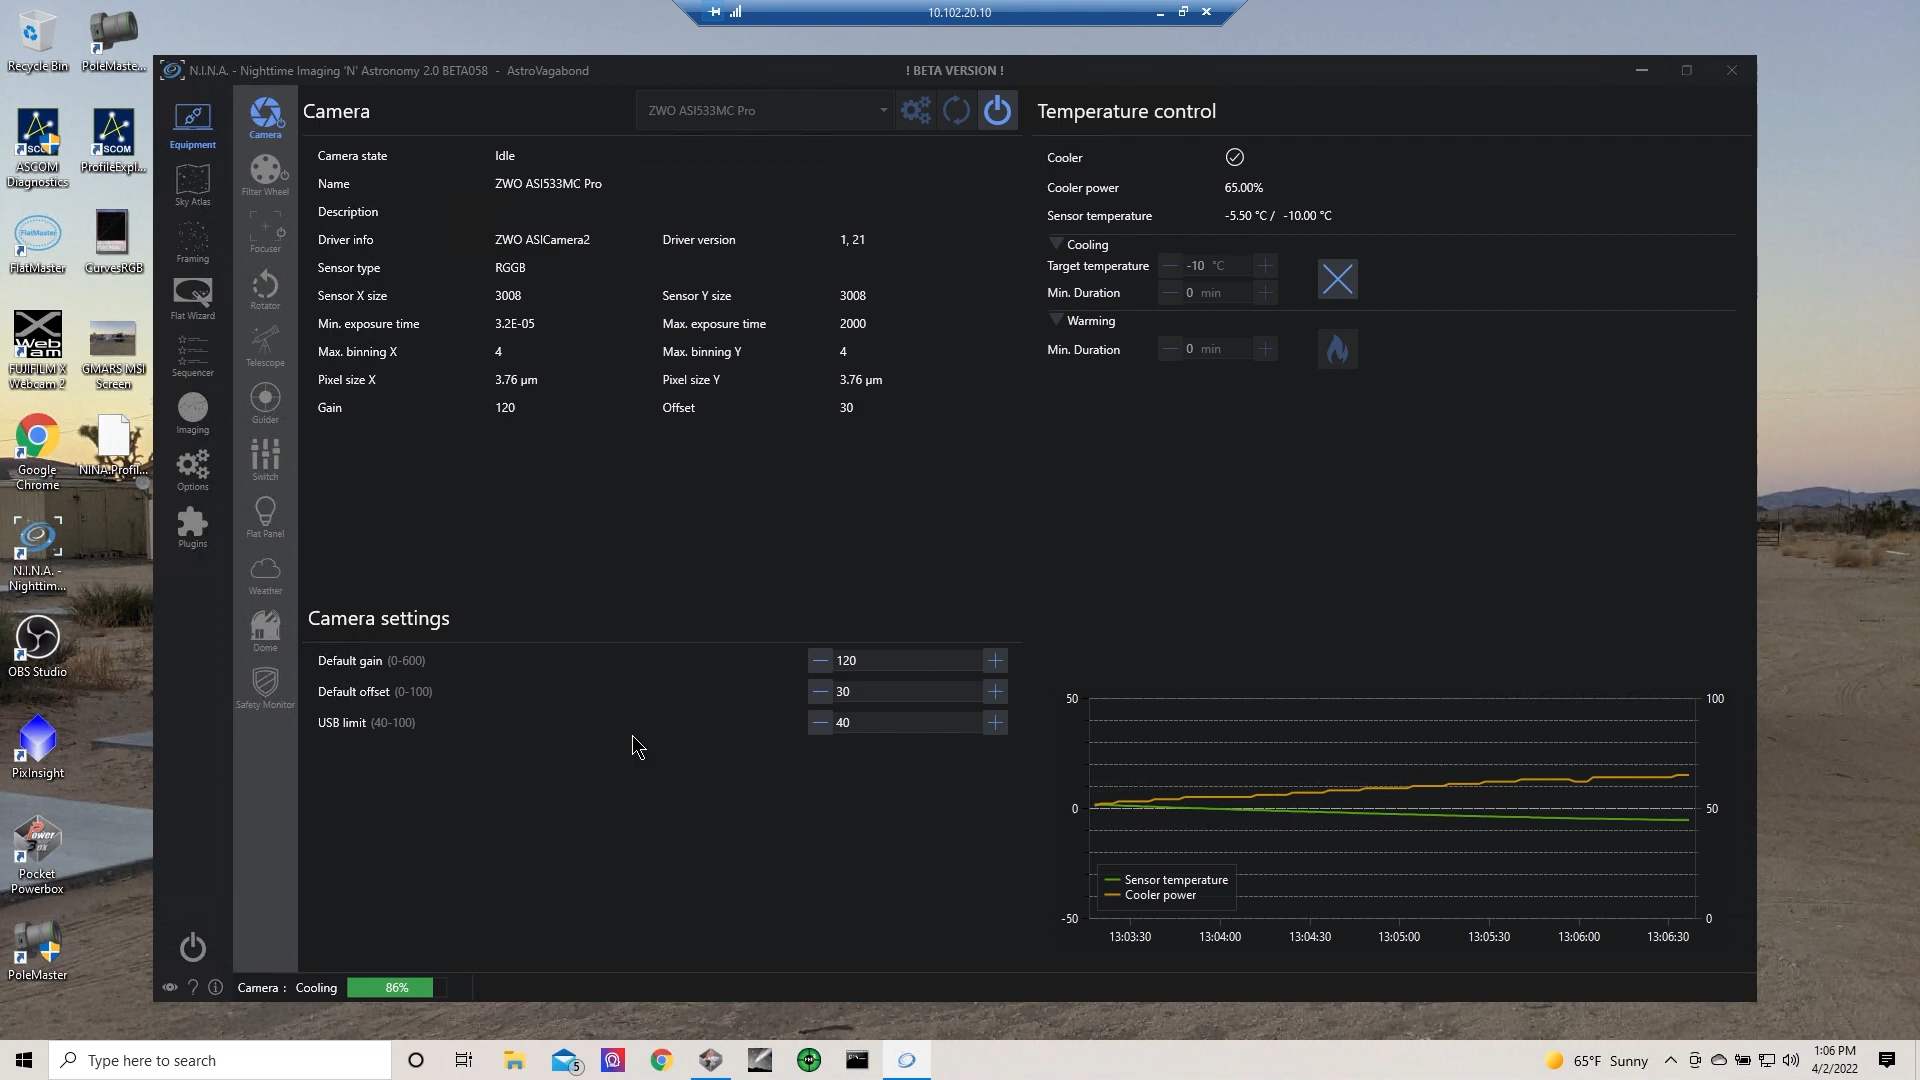 10.102.20.10
Recycle Bin
PoleMaste...
ASCOM Diagnostics
ProfileExpl...
FlatMaster
CurvesRGB
FUJIFILM X Webcam 2
GMARS MSI Screen
Google Chrome
NINA.Profil...
N.I.N.A. - Nighttim...
OBS Studio
PixInsight
Pocket Powerbox
PoleMaster
N.I.N.A. - Nighttime Imaging 'N' Astronomy 2.0 BETA058 - AstroVagabond
! BETA VERSION !
Equipment
Sky Atlas
Framing
Flat Wizard
Sequencer
Imaging
Options
Plugins
Camera
Filter Wheel
Focuser
Rotator
Telescope
Guider
Switch
Flat Panel
Weather
Dome
Safety Monitor
Camera
ZWO ASI533MC Pro
Camera state Idle
Name ZWO ASI533MC Pro
Description
Driver info ZWO ASICamera2 Driver version 1, 21
Sensor type RGGB
Sensor X size 3008 Sensor Y size 3008
Min. exposure time 3.2E-05 Max. exposure time 2000
Max. binning X 4 Max. binning Y 4
Pixel size X 3.76 µm Pixel size Y 3.76 µm
Gain 120 Offset 30
Camera settings
Default gain (0-600) 120
Default offset (0-100) 30
USB limit (40-100) 40
Temperature control
Cooler
Cooler power 65.00%
Sensor temperature -5.50 °C / -10.00 °C
Cooling
Target temperature -10 °C
Min. Duration 0 min
Warming
Min. Duration 0 min
50 100
0 50
-50 0
Sensor temperature
Cooler power
13:03:30 13:04:00 13:04:30 13:05:00 13:05:30 13:06:00 13:06:30
Camera : Cooling 86%
Type here to search
5
65°F Sunny
1:06 PM
4/2/2022